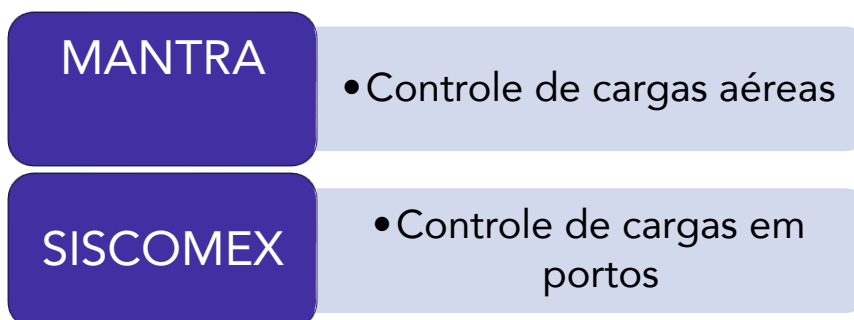 MANTRA
•Controle de cargas aéreas
SISCOMEX
•Controle de cargas em
portos